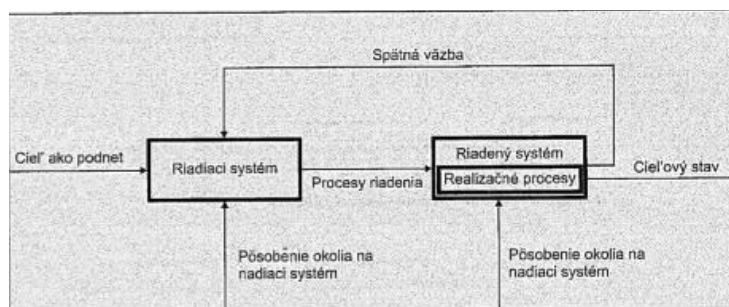 Spätná väzba
Cieľ ako podnet
Riadiaci systém
Procesy riadenia
Riadený systém
Realizačné procesy
Cieľový stav
Pôsobenie okolia na
nadiaci systém
Pôsobenie okolia na
nadiaci systém